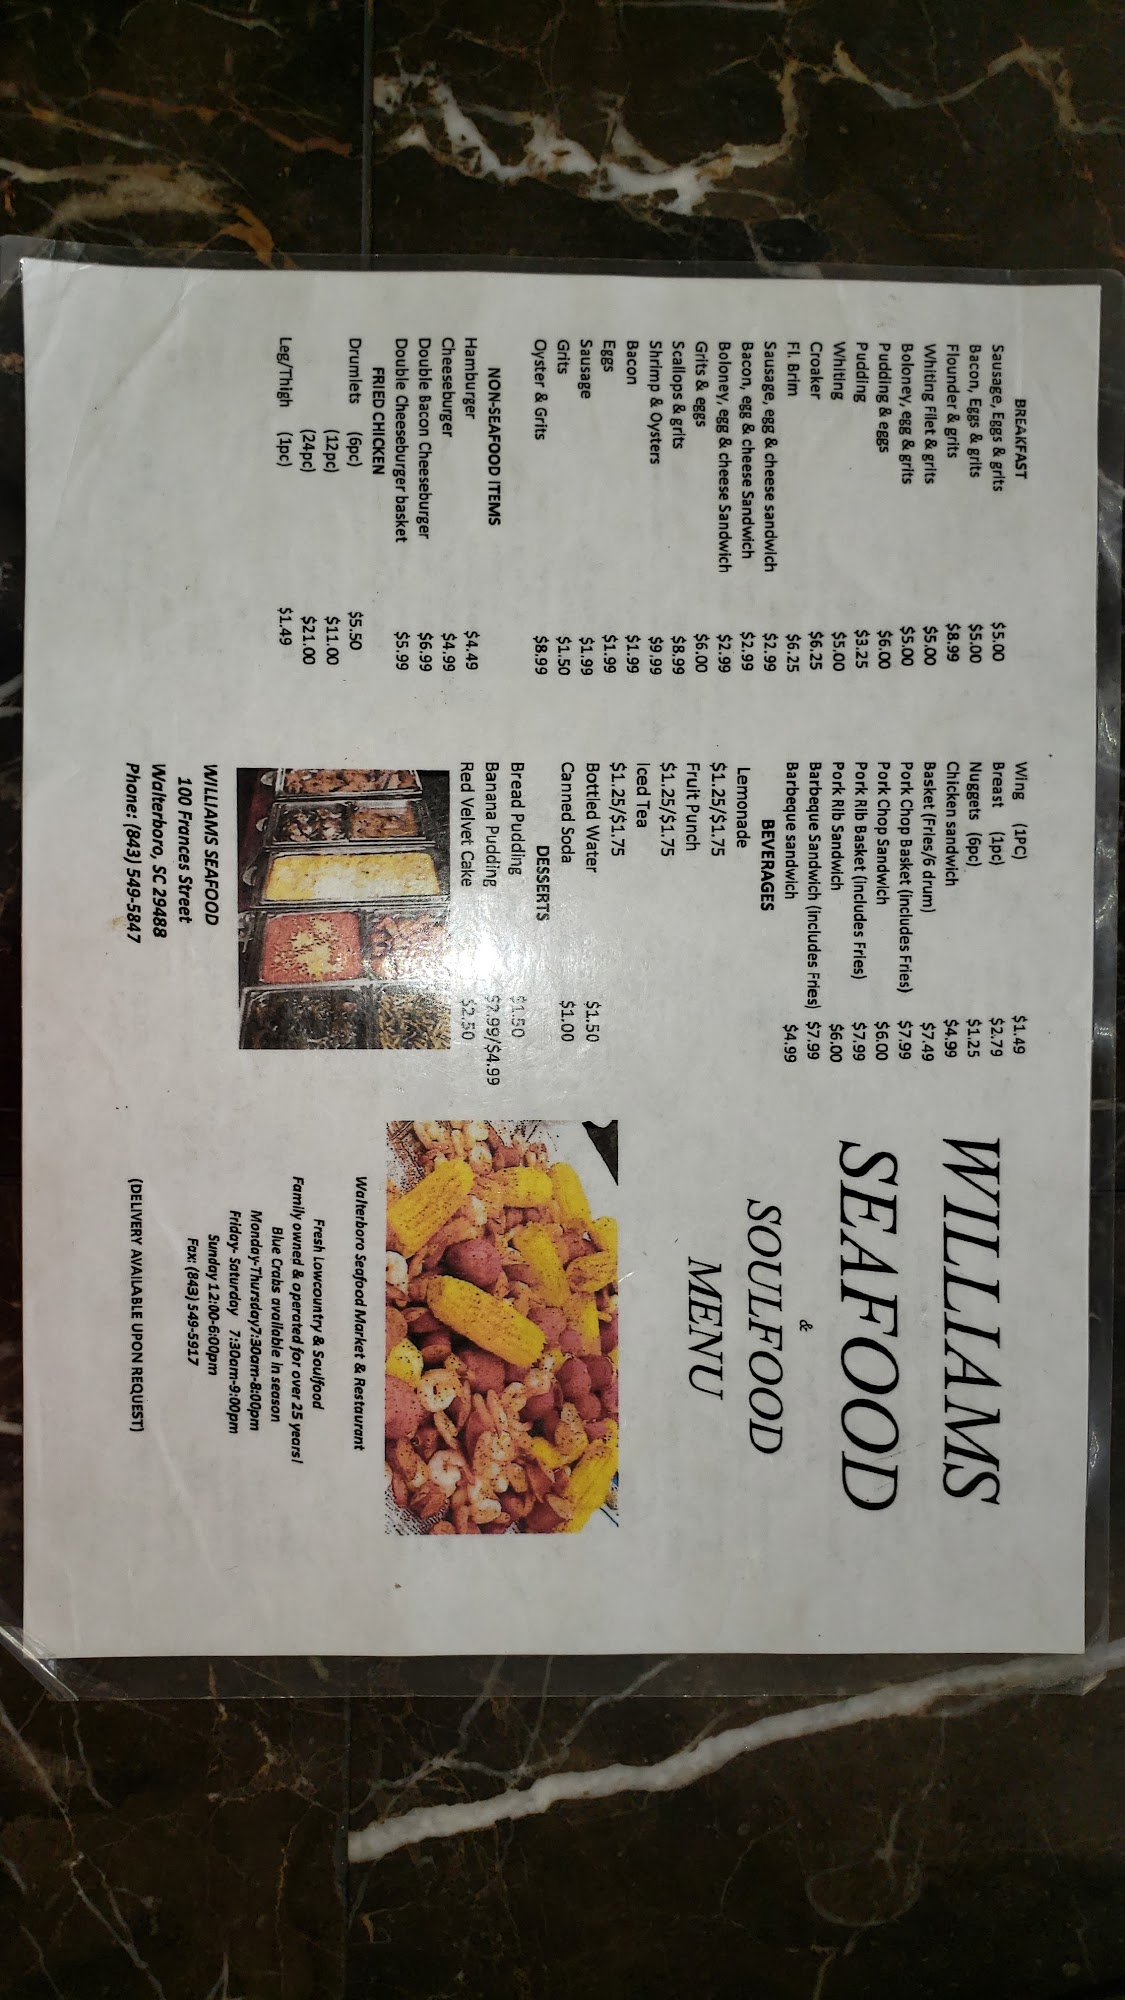 BREAKFAST
Sausage, Eggs & grits $5.00
Bacon, Eggs & grits $5.00
Flounder & grits $8.99
Whiting Filet & grits $5.00
Boloney, egg & grits $5.00
Pudding & eggs $6.00
Pudding $3.25
Whiting $5.00
Croaker $6.25
Fl. Brim $6.25
Sausage, egg & cheese sandwich $2.99
Bacon, egg & cheese Sandwich $2.99
Boloney, egg & cheese Sandwich $2.99
Grits & eggs $6.00
Scallops & grits $8.99
Shrimp & Oysters $9.99
Bacon $1.99
Eggs $1.99
Sausage $1.99
Grits $1.50
Oyster & Grits $8.99
NON-SEAFOOD ITEMS
Hamburger $4.49
Cheeseburger $4.99
Double Bacon Cheeseburger $6.99
Double Cheeseburger basket $5.99
FRIED CHICKEN
Drumlets (6pc) $5.50
(12pc) $11.00
(24pc) $21.00
Leg/Thigh (1pc) $1.49
Wing (1PC) $1.49
Breast (1pc) $2.79
Nuggets (6pc) $1.25
Chicken sandwich $4.99
Basket (Fries/6 drum) $7.49
Pork Chop Basket (includes Fries) $7.99
Pork Chop Sandwich $6.00
Pork Rib Basket (includes Fries) $7.99
Pork Rib Sandwich $6.00
Barbeque Sandwich (includes Fries) $7.99
Barbeque sandwich $4.99
BEVERAGES
Lemonade
$1.25/$1.75
Fruit Punch
$1.25/$1.75
Iced Tea
$1.25/$1.75
Bottled Water $1.50
Canned Soda $1.00
DESSERTS
Bread Pudding $1.50
Banana Pudding $2.99/$4.99
Red Velvet Cake $2.50
WILLIAMS SEAFOOD
100 Frances Street
Walterboro, SC 29488
Phone: (843) 549-5847
WILLIAMS
SEAFOOD
&
SOULFOOD
MENU
Walterboro Seafood Market & Restaurant
Fresh Lowcountry & Soulfood
Family owned & operated for over 25 years!
Blue Crabs available in season
Monday-Thursday7:30am-8:00pm
Friday- Saturday 7:30am-9:00pm
Sunday 12:00-6:00pm
Fax: (843) 549-5917
(DELIVERY AVAILABLE UPON REQUEST)